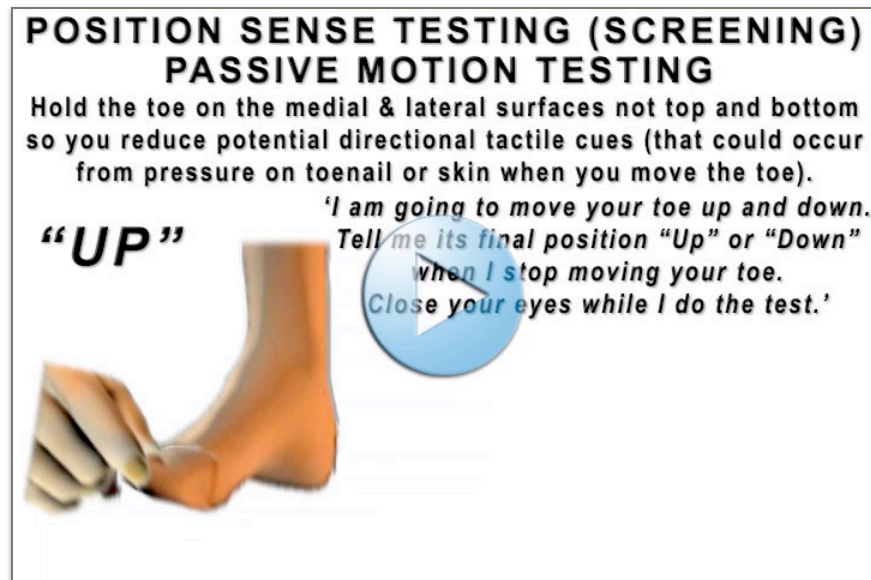 POSITION SENSE TESTING (SCREENING)
PASSIVE MOTION TESTING
Hold the toe on the medial & lateral surfaces not top and bottom
so you reduce potential directional tactile cues (that could occur
from pressure on toenail or skin when you move the toe).
‘I am going to move your toe up and down.
“UP”
Tell me its final position “Up” or “Down”
when I stop moving your toe.
Close your eyes while I do the test.’